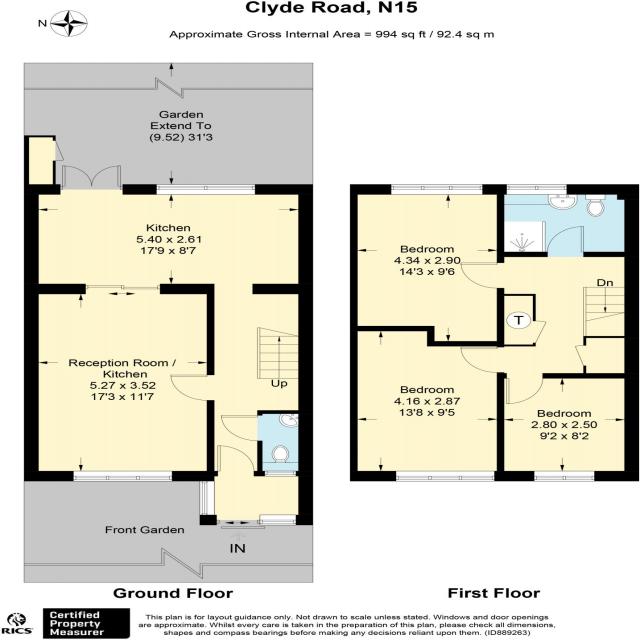 Clyde Road, N15
N
Approximate Gross Internal Area = 994 sq ft / 92.4 sq m
Garden
Extend To
(9.52) 31'3
Kitchen
5.40 x 2.61
17'9 x 8'7
Reception Room /
Kitchen
5.27 x 3.52
17'3 x 11'7
Up
Front Garden
IN
Ground Floor
Bedroom
4.34 x 2.90
14'3 x 9'6
Dn
T
Bedroom
4.16 x 2.87
13'8 x 9'5
Bedroom
2.80 x 2.50
9'2 x 8'2
First Floor
RICS
Certified
Property
Measurer
This plan is for layout guidance only. Not drawn to scale unless stated. Windows and door openings
are approximate. Whilst every care is taken in the preparation of this plan, please check all dimensions,
shapes and compass bearings before making any decisions reliant upon them. (ID889263)